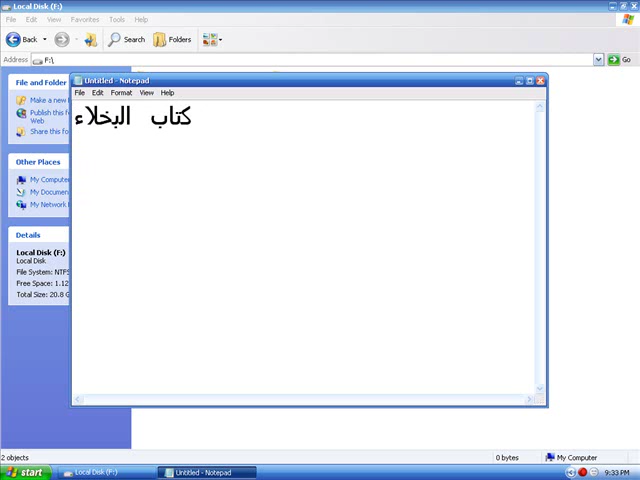 Local Disk (F:)
File Edit View Favorites Tools Help
Back Search Folders
Address F:\ Go
File and Folder
Make a new
Publish this fo
Web
Share this fo
Other Places
My Computer
My Documen
My Network
Details
Local Disk (F:)
Local Disk
File System: NTFS
Free Space: 1.12
Total Size: 20.8 G
Untitled - Notepad
File Edit Format View Help
كتاب البخلاء
2 objects 0 bytes My Computer
start Local Disk (F:) Untitled - Notepad 9:33 PM